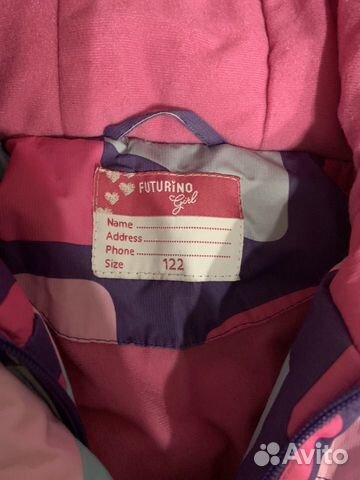 FUTURiNO
Girl
Name
Address
Phone
Size 122
Avito